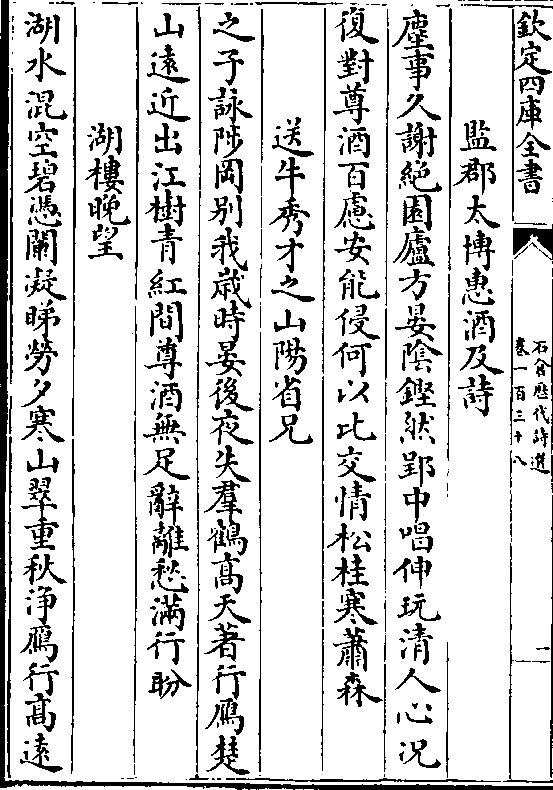 欽定四庫全書
石倉歷代詩選
卷一百三十八
一
監郡太博惠酒及詩
塵事久謝絶園廬方晏陰鏗然郢中唱伸玩清人心况
復對尊酒百慮安能侵何以比交情松桂寒蕭森
送牛秀才之山陽省兄
之子詠陟岡别我歳時晏後夜失羣鶴髙天著行鴈楚
山遠近出江樹青紅間尊酒無足辭離愁滿行盼
湖樓晚望
湖水混空碧憑闌凝睇勞夕寒山翠重秋浄鴈行髙逺